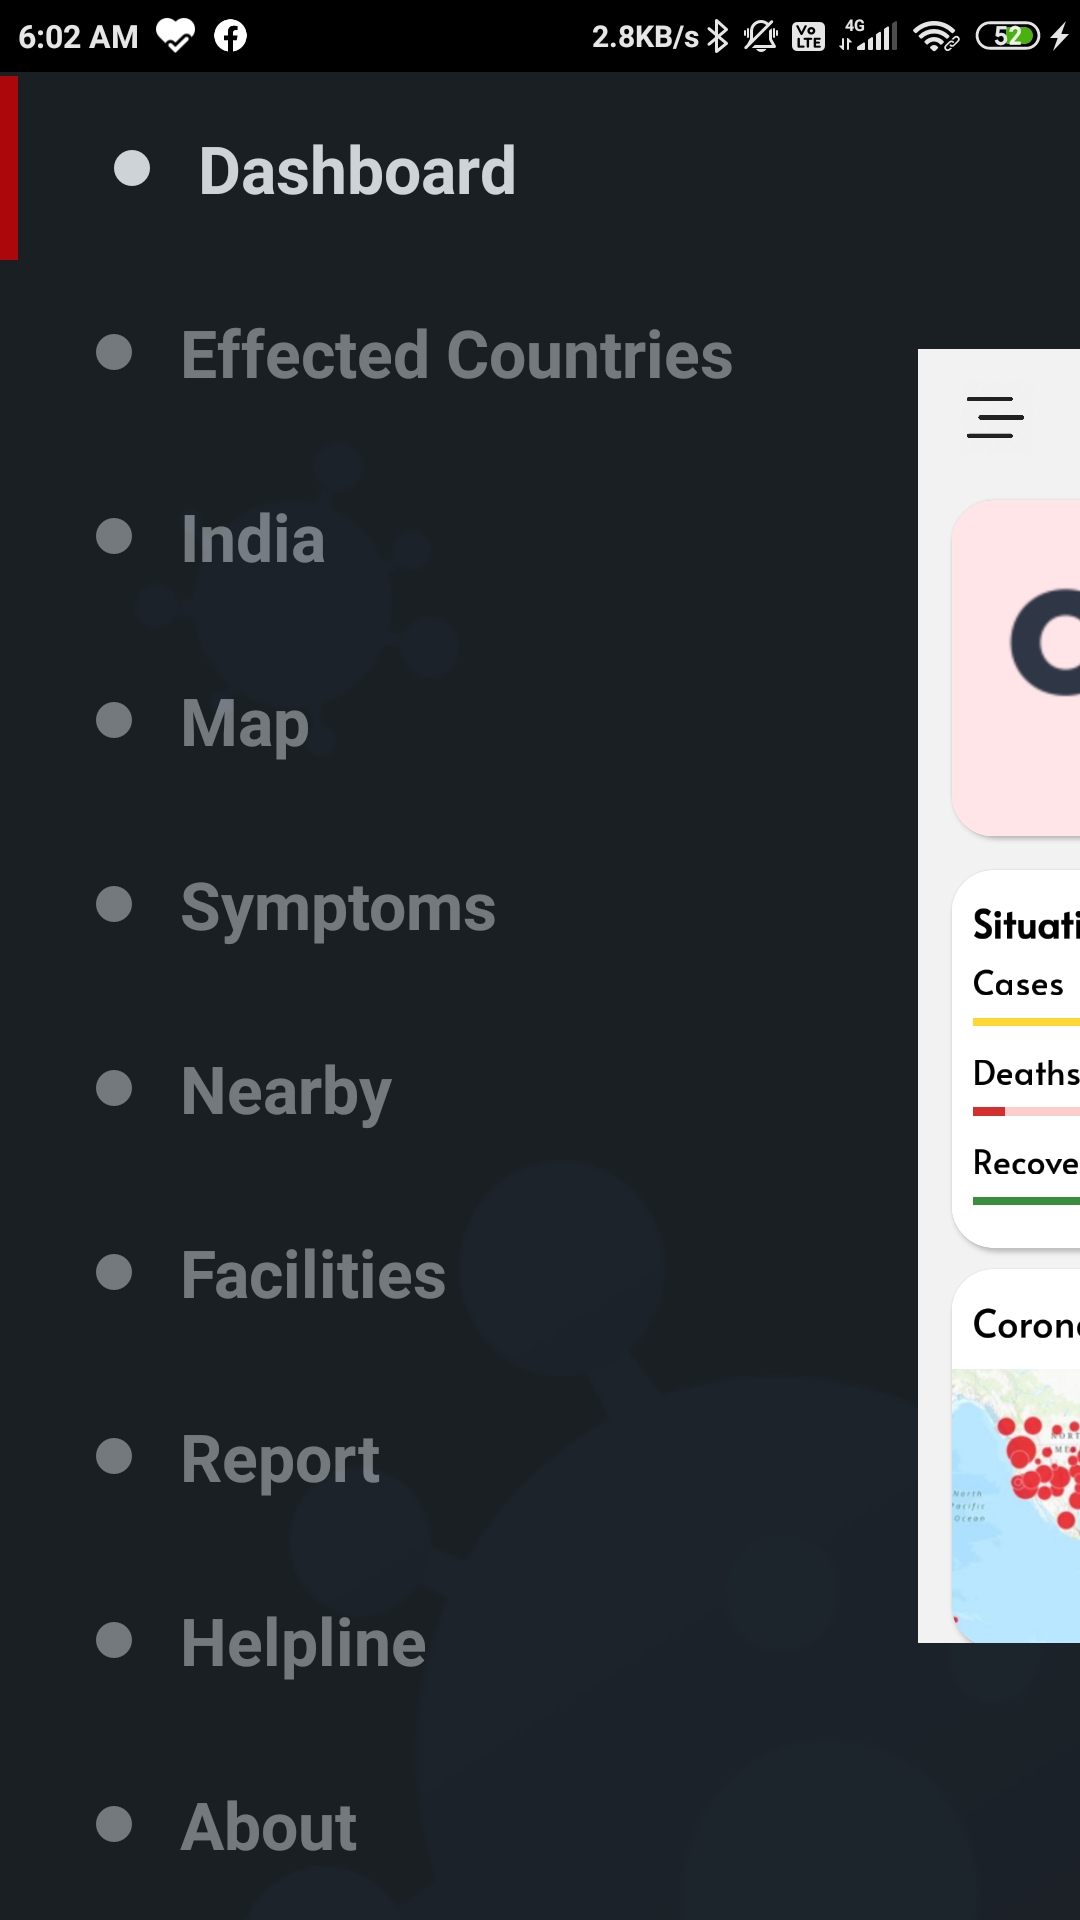 6:02 AM 2.8KB/s Vo LTE 4G 52
Dashboard
Effected Countries
India
Map
Symptoms
Nearby
Facilities
Report
Helpline
About
Situati
Cases
Deaths
Recove
Coron
North
Pacific
Ocean